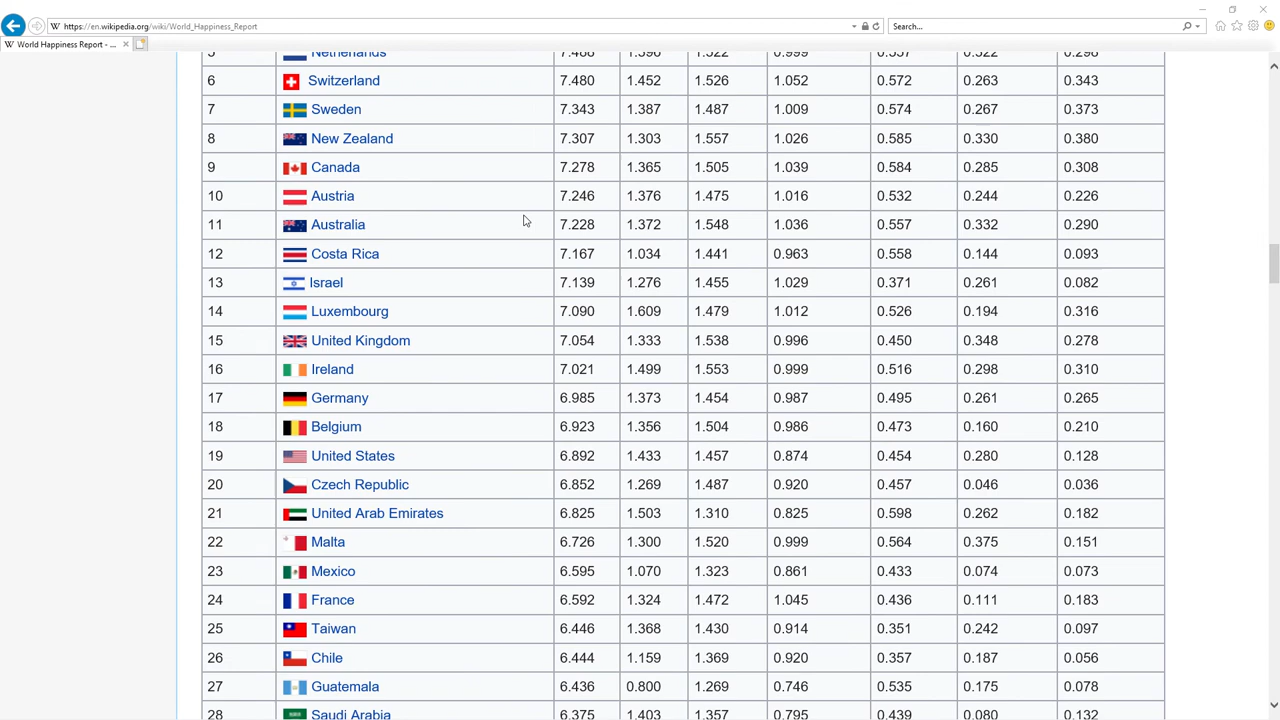 https://en.wikipedia.org/wiki/World_Happiness_Report
Search...
World Happiness Report - ...
5 Netherlands 7.488 1.396 1.522 0.557 0.298
6 Switzerland 7.480 1.452 1.526 1.052 0.572 0.343
7 Sweden 7.343 1.387 1.487 1.009 0.574 0.373
8 New Zealand 7.307 1.303 1.557 1.026 0.585 0.330 0.380
9 Canada 7.278 1.365 1.505 1.039 0.584 0.285 0.308
10 Austria 7.246 1.376 1.475 1.016 0.532 0.244 0.226
11 Australia 7.228 1.372 1.548 1.036 0.557 0.332 0.290
12 Costa Rica 7.167 1.034 1.441 0.963 0.558 0.144 0.093
13 Israel 7.139 1.276 1.455 1.029 0.371 0.261 0.082
14 Luxembourg 7.090 1.609 1.479 1.012 0.526 0.194 0.316
15 United Kingdom 7.054 1.333 1.538 0.996 0.450 0.348 0.278
16 Ireland 7.021 1.499 1.553 0.999 0.516 0.298 0.310
17 Germany 6.985 1.373 1.454 0.987 0.495 0.261 0.265
18 Belgium 6.923 1.356 1.504 0.986 0.473 0.160 0.210
19 United States 6.892 1.433 1.457 0.874 0.454 0.280 0.128
20 Czech Republic 6.852 1.269 1.487 0.920 0.457 0.046 0.036
21 United Arab Emirates 6.825 1.503 1.310 0.825 0.598 0.262 0.182
22 Malta 6.726 1.300 1.520 0.999 0.564 0.375 0.151
23 Mexico 6.595 1.070 1.323 0.861 0.433 0.074 0.073
24 France 6.592 1.324 1.472 1.045 0.436 0.111 0.183
25 Taiwan 6.446 1.368 1.430 0.914 0.351 0.242 0.097
26 Chile 6.444 1.159 1.369 0.920 0.357 0.187 0.056
27 Guatemala 6.436 0.800 1.269 0.746 0.535 0.175 0.078
28 Saudi Arabia 1.403 0.439